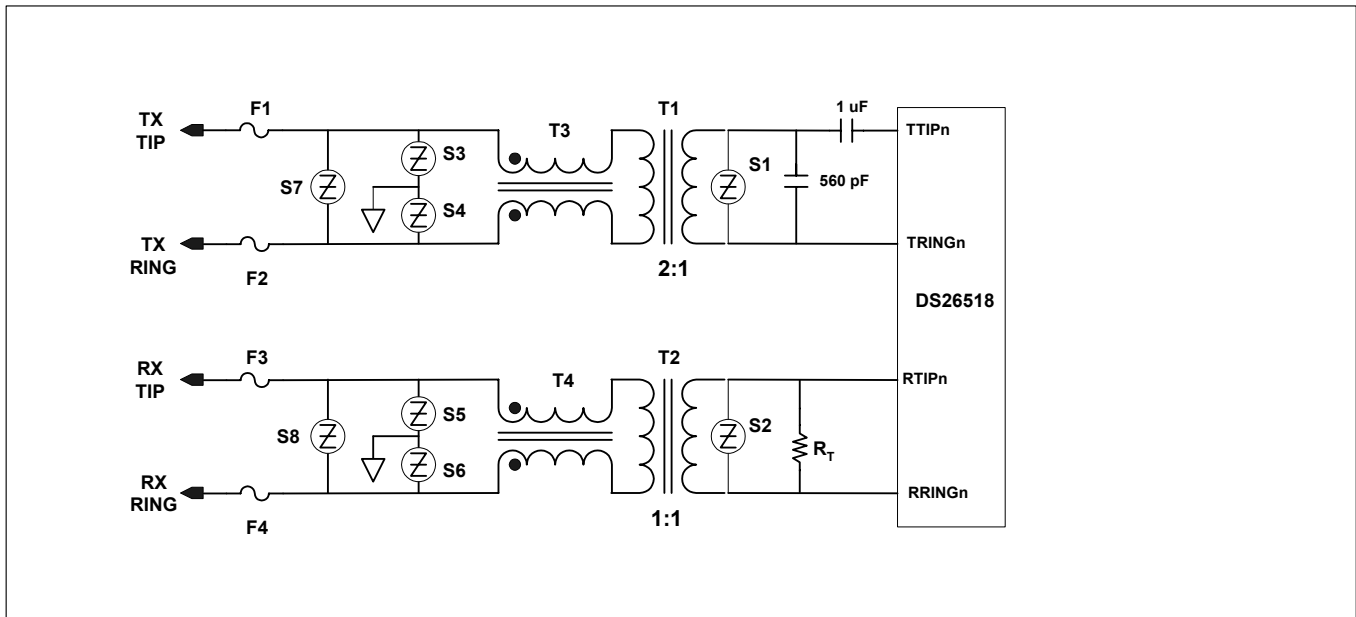 TX
TIP
F1
T3
T1
1 uF
TTIPn
S7
S3
S4
S1
560 pF
TX
RING
F2
2:1
TRINGn
DS26518
RX
TIP
F3
T4
T2
RTIPn
S8
S5
S6
S2
RT
RX
RING
F4
1:1
RRINGn